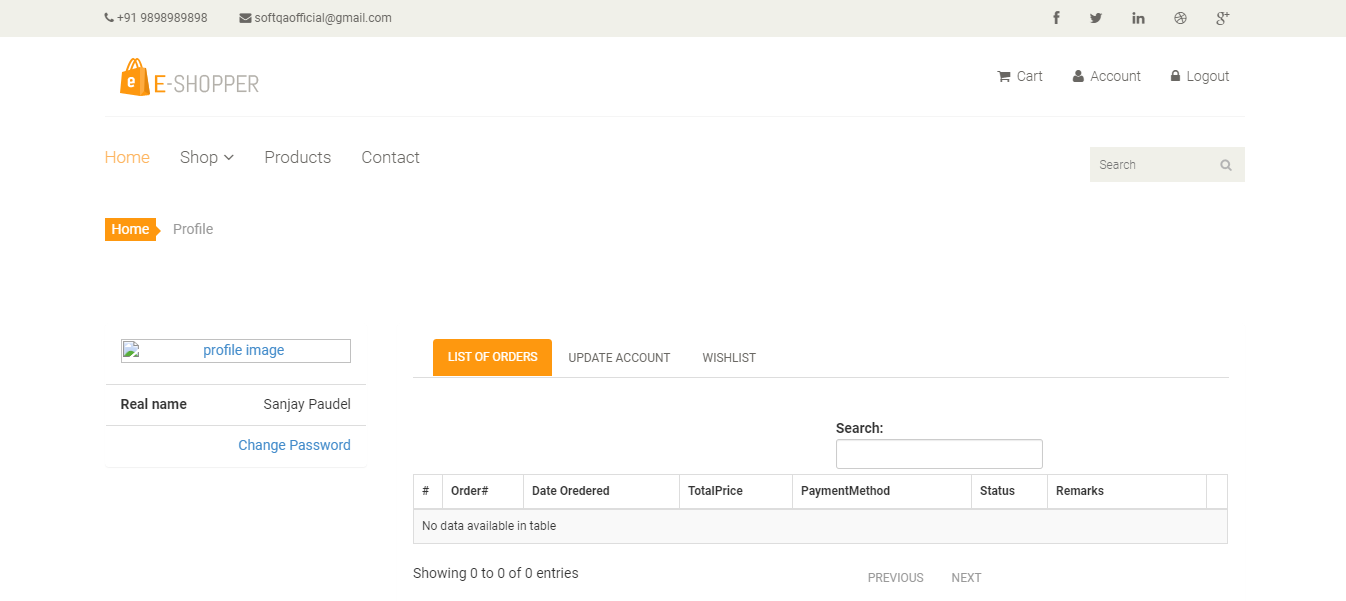 +91 9898989898 softqaofficial@gmail.com
e E-SHOPPER
Cart Account Logout
Home Shop Products Contact
Search
Home Profile
profile image
LIST OF ORDERS UPDATE ACCOUNT WISHLIST
Real name Sanjay Paudel
Change Password
Search:
# Order# Date Oredered TotalPrice PaymentMethod Status Remarks
No data available in table
Showing 0 to 0 of 0 entries
PREVIOUS NEXT